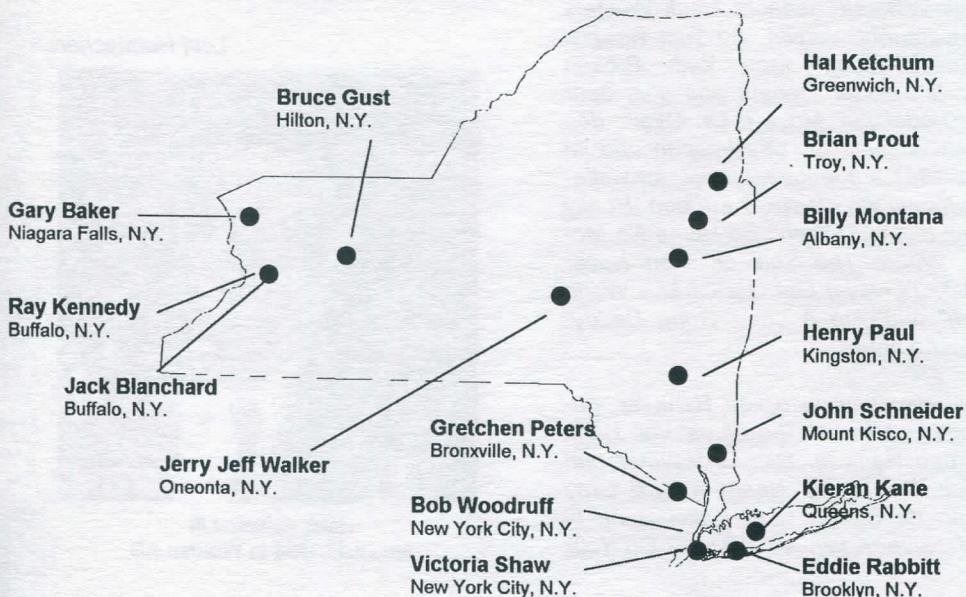 Hal Ketchum
Greenwich, N.Y.
Bruce Gust
Hilton, N.Y.
Brian Prout
Troy, N.Y.
Gary Baker
Niagara Falls, N.Y.
Billy Montana
Albany, N.Y.
Ray Kennedy
Buffalo, N.Y.
Henry Paul
Kingston, N.Y.
Jack Blanchard
Buffalo, N.Y.
John Schneider
Mount Kisco, N.Y.
Gretchen Peters
Bronxville, N.Y.
Jerry Jeff Walker
Oneonta, N.Y.
Kieran Kane
Queens, N.Y.
Bob Woodruff
New York City, N.Y.
Victoria Shaw
New York City, N.Y.
Eddie Rabbitt
Brooklyn, N.Y.